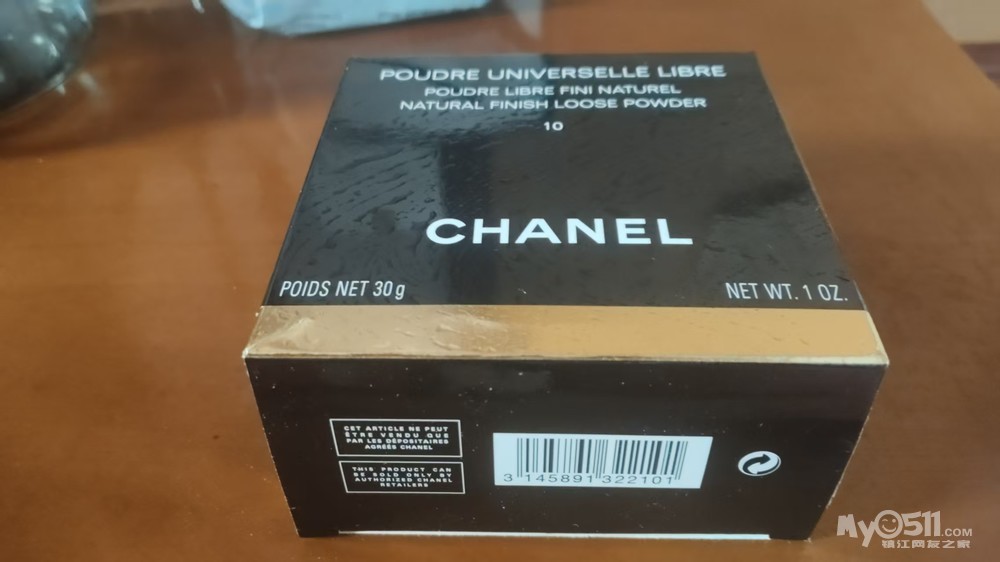 POUDRE UNIVERSELLE LIBRE
POUDRE LIBRE FINI NATUREL
NATURAL FINISH LOOSE POWDER
10
CHANEL
POIDS NET 30 g
NET WT. 1 OZ.
CET ARTICLE NE PEUT
ÊTRE VENDU QUE
PAR LES DÉPOSITAIRES
AGRÉÉS CHANEL
THIS PRODUCT CAN
BE SOLD ONLY BY
AUTHORIZED CHANEL
RETAILERS
3 145891 322101
My0511.COM
镇江网友之家